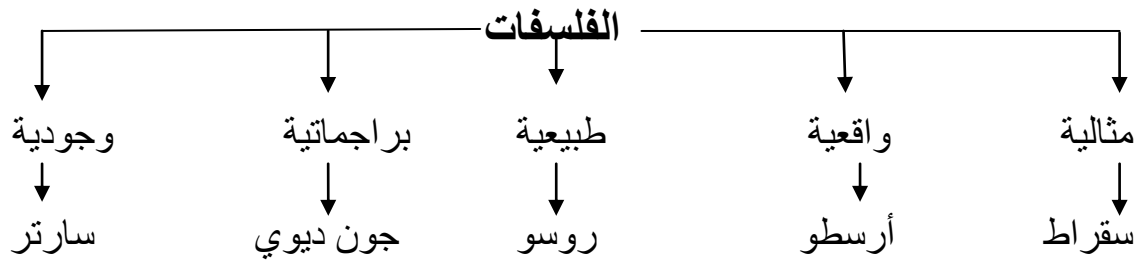 الفلسفات
مثالية واقعية طبيعية براجماتية وجودية
سقراط أرسطو روسو جون ديوي سارتر